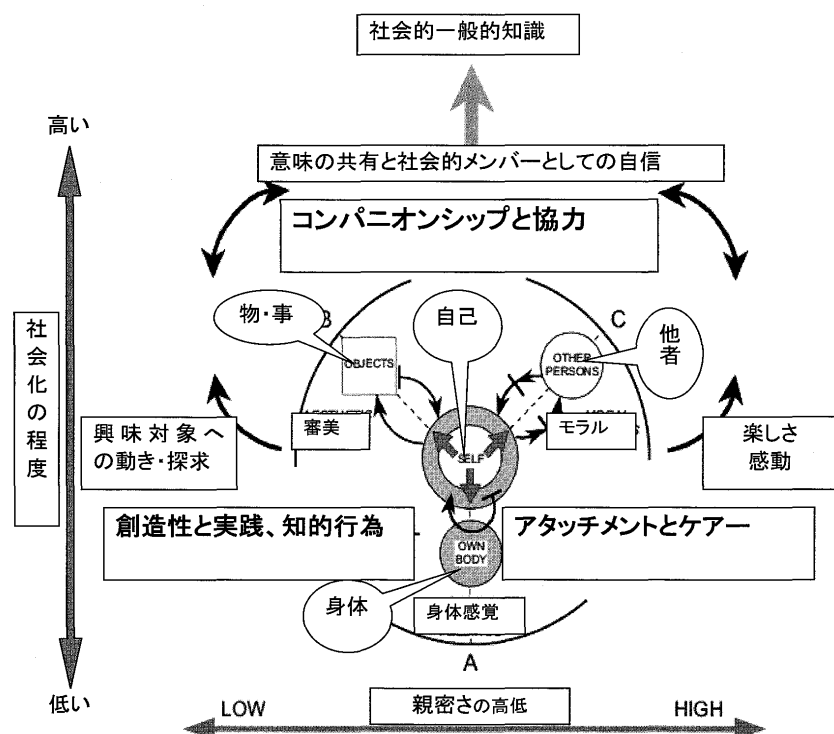 社会的一般的知識
高い
意味の共有と社会的メンバーとしての自信
コンパニオンシップと協力
物・事
B
自己
C
他者
OBJECTS
OTHER
PERSONS
社会化の程度
興味対象へ
の動き・探求
審美
SELF
モラル
楽しさ
感動
創造性と実践、知的行為
アタッチメントとケアー
OWN
BODY
身体
身体感覚
A
低い
LOW
親密さの高低
HIGH